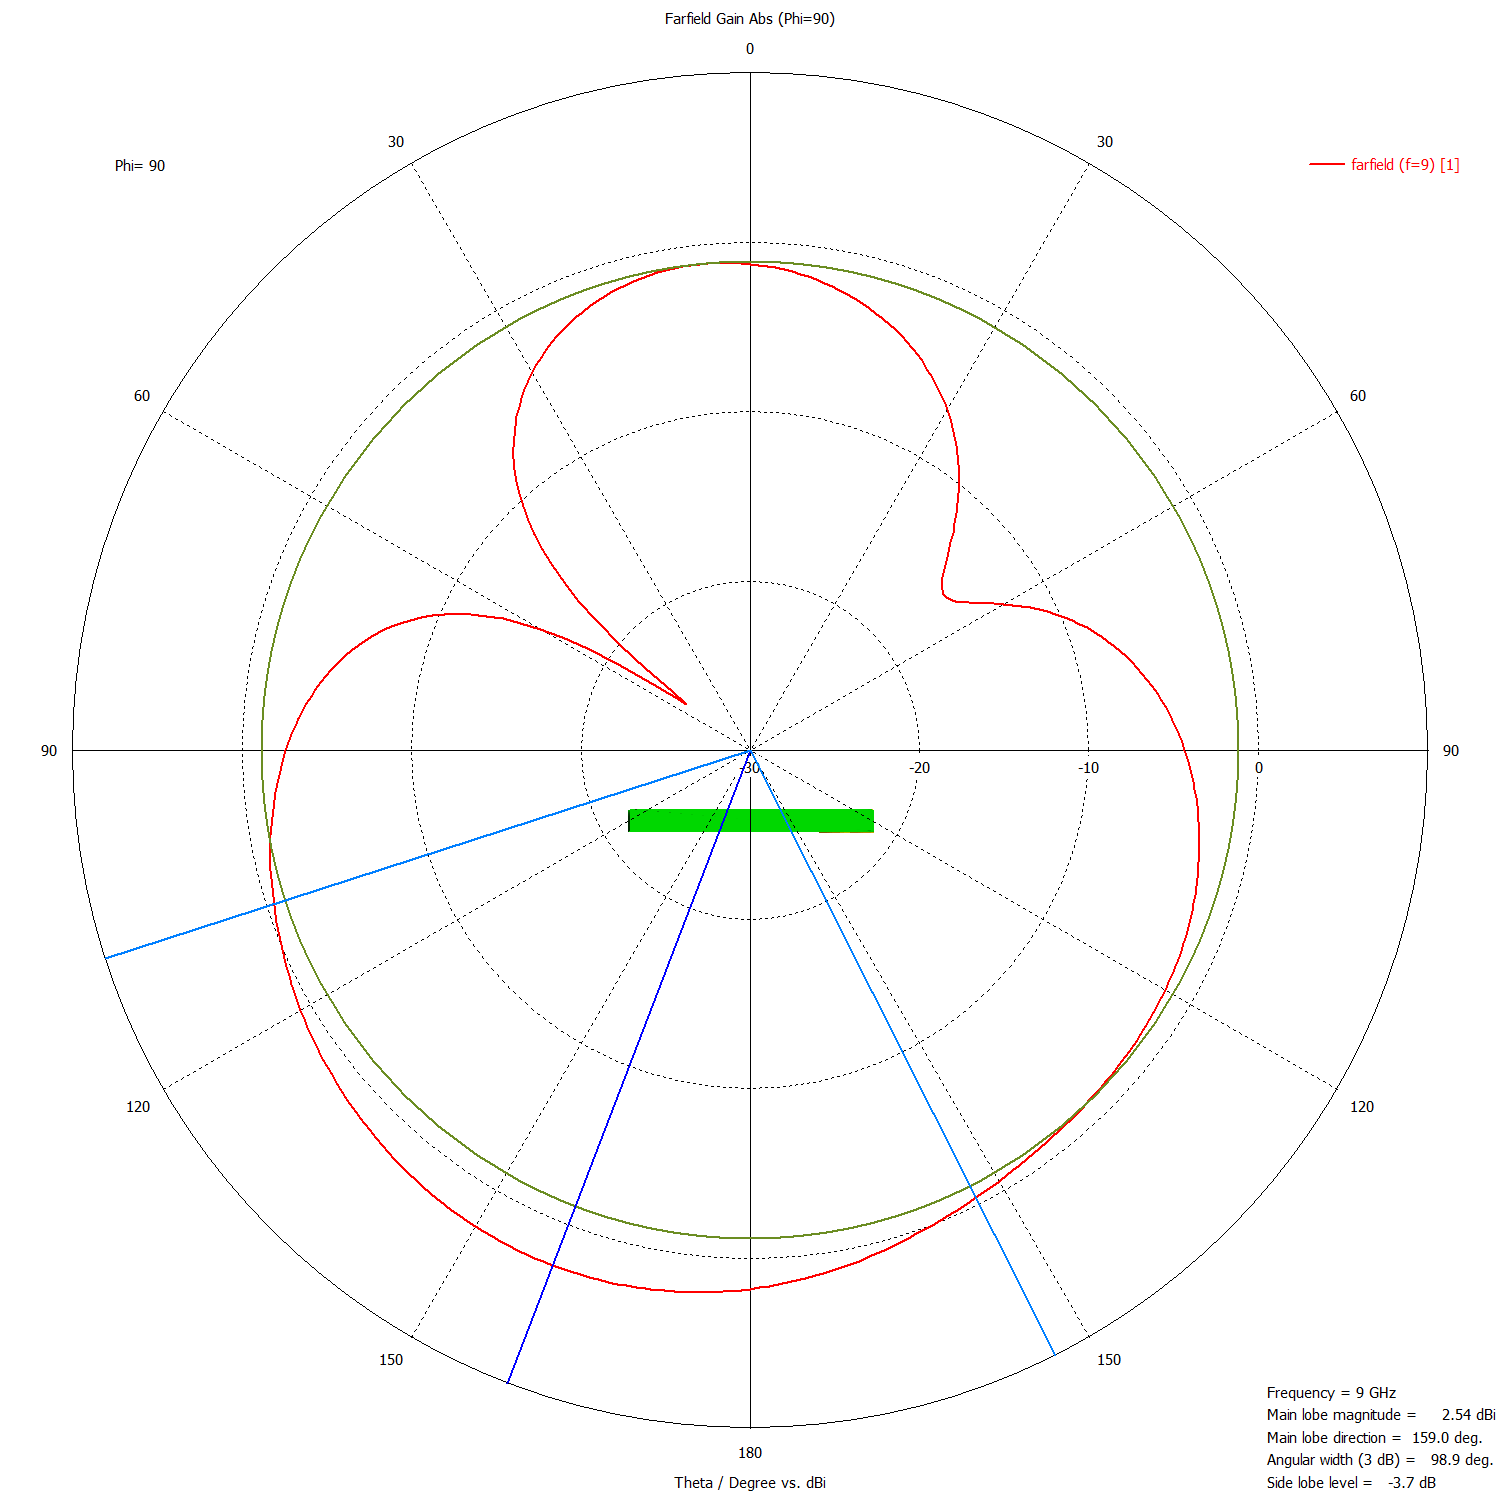 Farfield Gain Abs (Phi=90)
0
30
30
Phi= 90
farfield (f=9) [1]
60
60
90
90
-30
-20
-10
0
120
120
150
150
180
Theta / Degree vs. dBi
Frequency = 9 GHz
Main lobe magnitude = 2.54 dBi
Main lobe direction = 159.0 deg.
Angular width (3 dB) = 98.9 deg.
Side lobe level = -3.7 dB